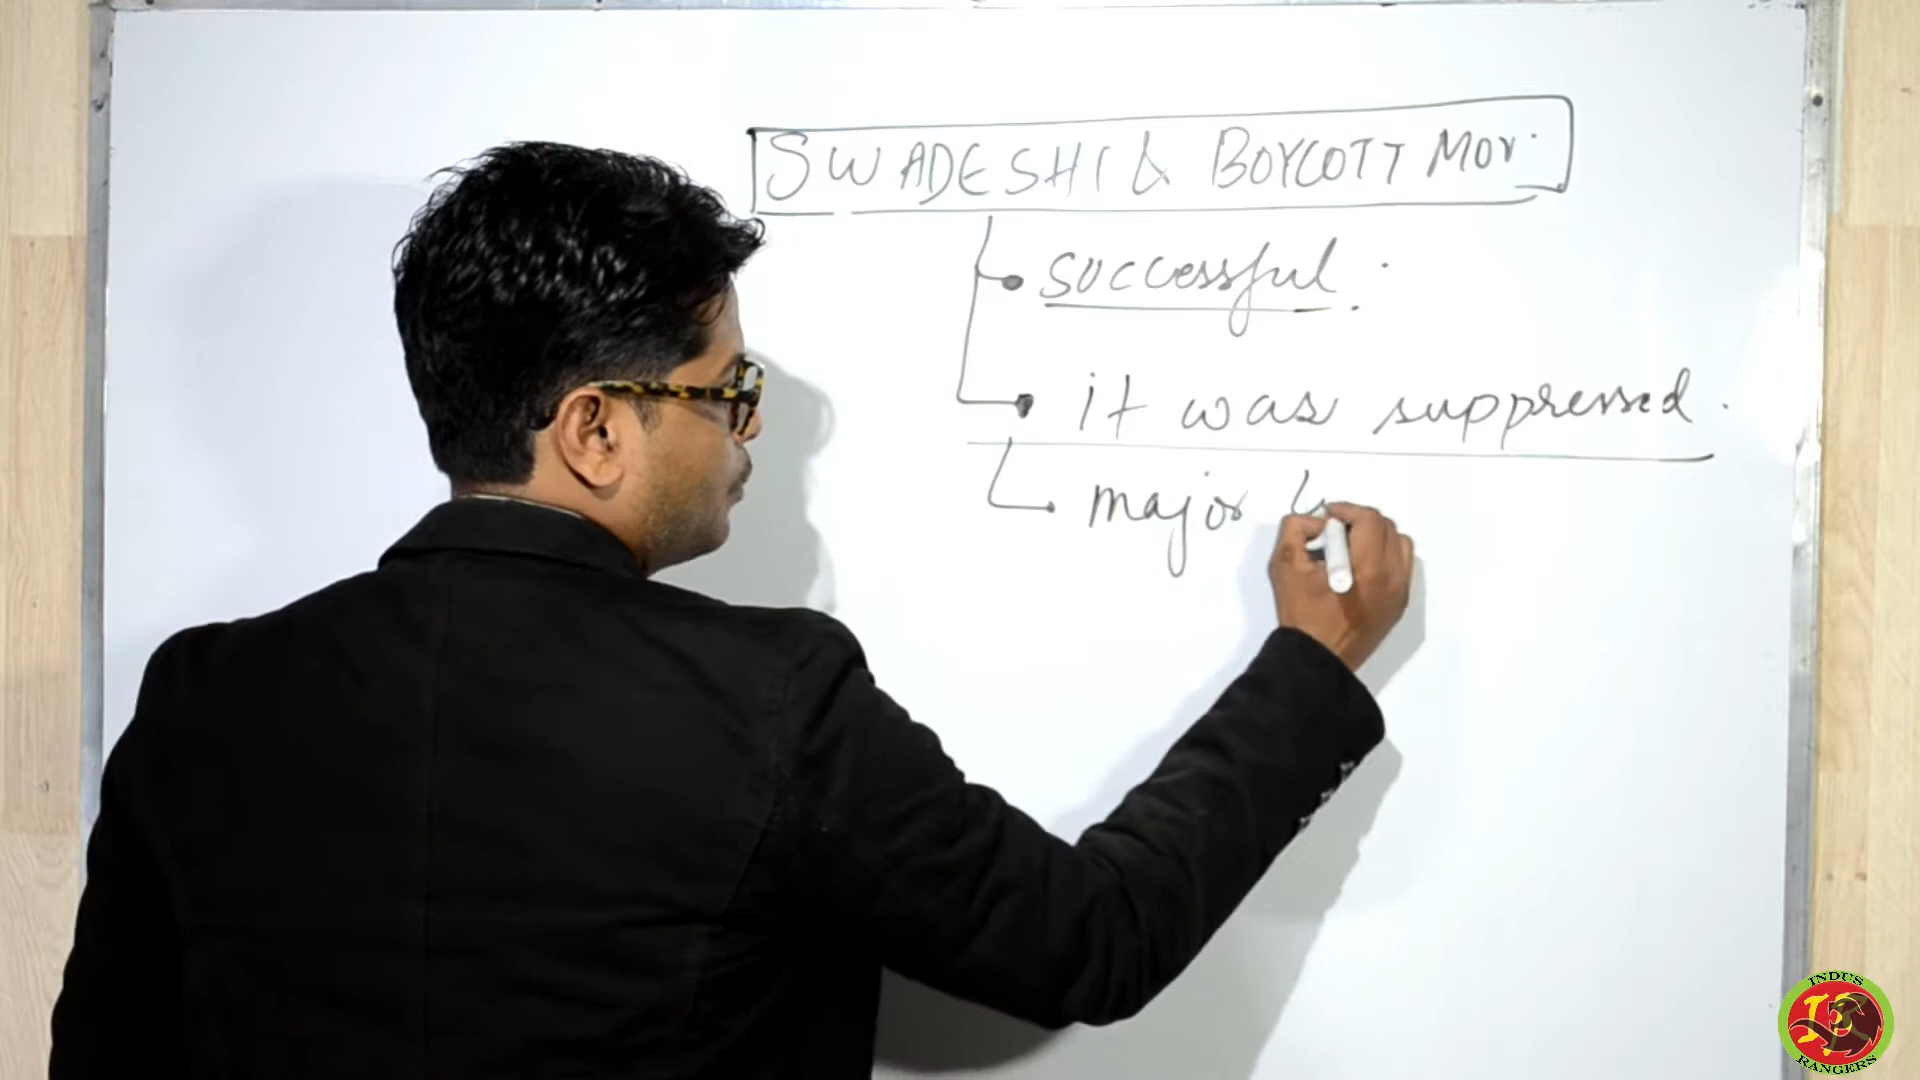 SWADESHI & BOYCOTT Mov.
successful.
it was suppressed.
major
INDUS
RANGERS